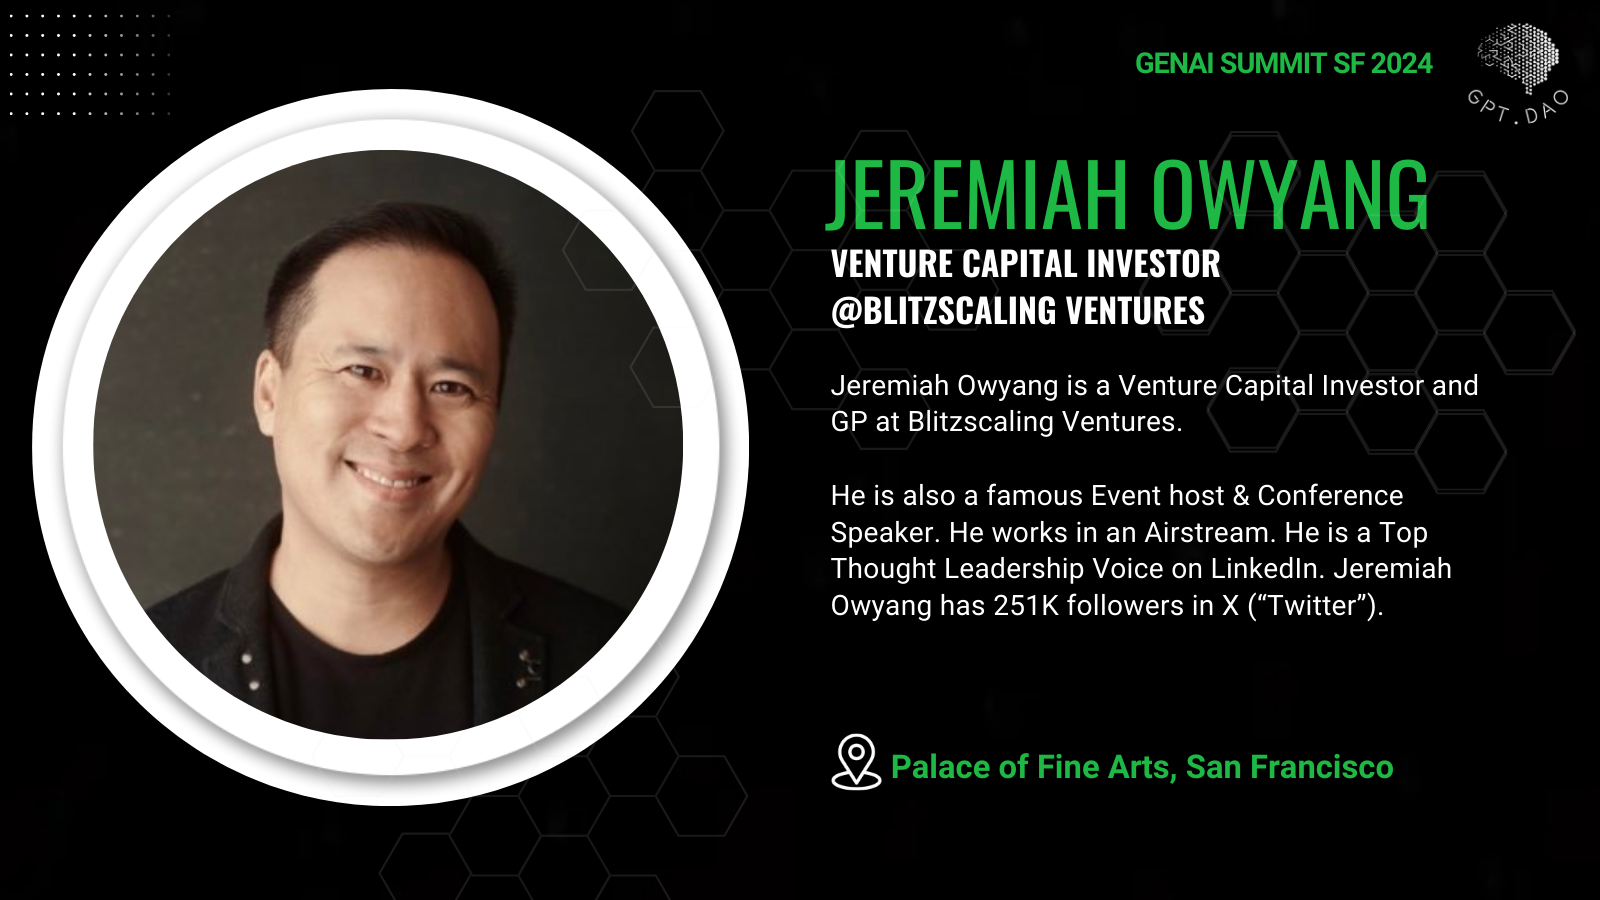 GENAI SUMMIT SF 2024
GPT.DAO
JEREMIAH OWYANG
VENTURE CAPITAL INVESTOR
@BLITZSCALING VENTURES
Jeremiah Owyang is a Venture Capital Investor and
GP at Blitzscaling Ventures.
He is also a famous Event host & Conference
Speaker. He works in an Airstream. He is a Top
Thought Leadership Voice on LinkedIn. Jeremiah
Owyang has 251K followers in X (“Twitter”).
Palace of Fine Arts, San Francisco